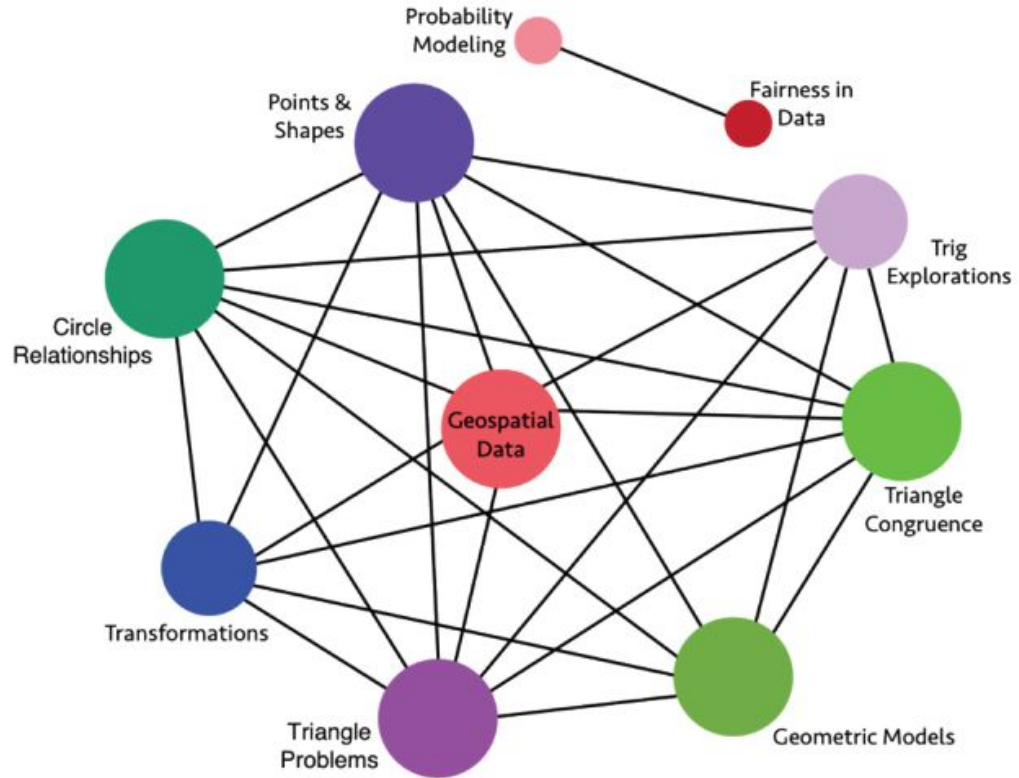 Probability
Modeling
Fairness in
Data
Points &
Shapes
Trig
Explorations
Circle
Relationships
Geospatial
Data
Triangle
Congruence
Transformations
Triangle
Problems
Geometric Models